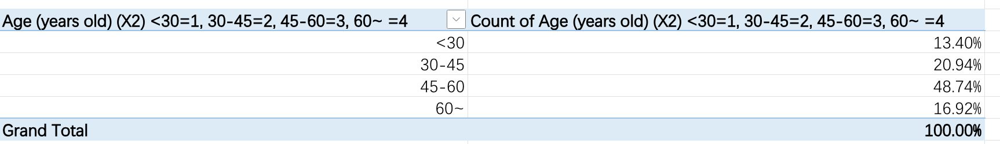 Age (years old) (X2) <30=1, 30-45=2, 45-60=3, 60~ =4 Count of Age (years old) (X2) <30=1, 30-45=2, 45-60=3, 60~ =4
<30 13.40%
30-45 20.94%
45-60 48.74%
60~ 16.92%
Grand Total 100.00%